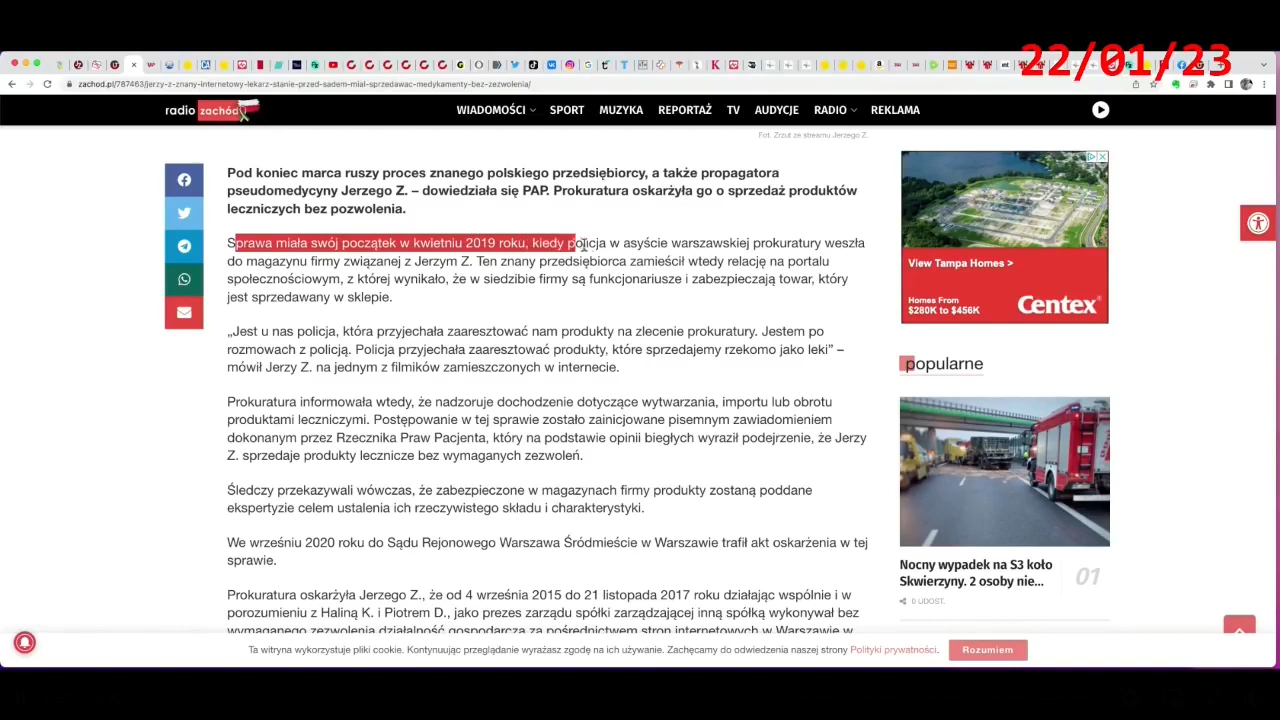 22/01/23
zachod.pl/787463/jerzy-z-znany-internetowy-lekarz-stanie-przed-sadem-mial-sprzedawac-medykamenty-bez-zezwolenia/
radio zachód
WIADOMOŚCI SPORT MUZYKA REPORTAŻ TV AUDYCJE RADIO REKLAMA
Fot. Zrzut ze streamu Jerzego Z.
Pod koniec marca ruszy proces znanego polskiego przedsiębiorcy, a także propagatora
pseudomedycyny Jerzego Z. – dowiedziała się PAP. Prokuratura oskarżyła go o sprzedaż produktów
leczniczych bez pozwolenia.
Sprawa miała swój początek w kwietniu 2019 roku, kiedy policja w asyście warszawskiej prokuratury weszła
do magazynu firmy związanej z Jerzym Z. Ten znany przedsiębiorca zamieścił wtedy relację na portalu
społecznościowym, z której wynikało, że w siedzibie firmy są funkcjonariusze i zabezpieczają towar, który
jest sprzedawany w sklepie.
„Jest u nas policja, która przyjechała zaaresztować nam produkty na zlecenie prokuratury. Jestem po
rozmowach z policją. Policja przyjechała zaaresztować produkty, które sprzedajemy rzekomo jako leki” –
mówił Jerzy Z. na jednym z filmików zamieszczonych w internecie.
Prokuratura informowała wtedy, że nadzoruje dochodzenie dotyczące wytwarzania, importu lub obrotu
produktami leczniczymi. Postępowanie w tej sprawie zostało zainicjowane pisemnym zawiadomieniem
dokonanym przez Rzecznika Praw Pacjenta, który na podstawie opinii biegłych wyraził podejrzenie, że Jerzy
Z. sprzedaje produkty lecznicze bez wymaganych zezwoleń.
Śledczy przekazywali wówczas, że zabezpieczone w magazynach firmy produkty zostaną poddane
ekspertyzie celem ustalenia ich rzeczywistego składu i charakterystyki.
We wrześniu 2020 roku do Sądu Rejonowego Warszawa Śródmieście w Warszawie trafił akt oskarżenia w tej
sprawie.
Prokuratura oskarżyła Jerzego Z., że od 4 września 2015 do 21 listopada 2017 roku działając wspólnie i w
porozumieniu z Haliną K. i Piotrem D., jako prezes zarządu spółki zarządzającej inną spółką wykonywał bez
wymaganego zezwolenia działalność gospodarczą za pośrednictwem stron internetowych w Warszawie w
View Tampa Homes >
Homes From
$280K to $456K
Centex
popularne
Nocny wypadek na S3 koło
Skwierzyny. 2 osoby nie...
01
0 UDOST.
Ta witryna wykorzystuje pliki cookie. Kontynuując przeglądanie wyrażasz zgodę na ich używanie. Zachęcamy do odwiedzenia naszej strony Polityki prywatności.
Rozumiem